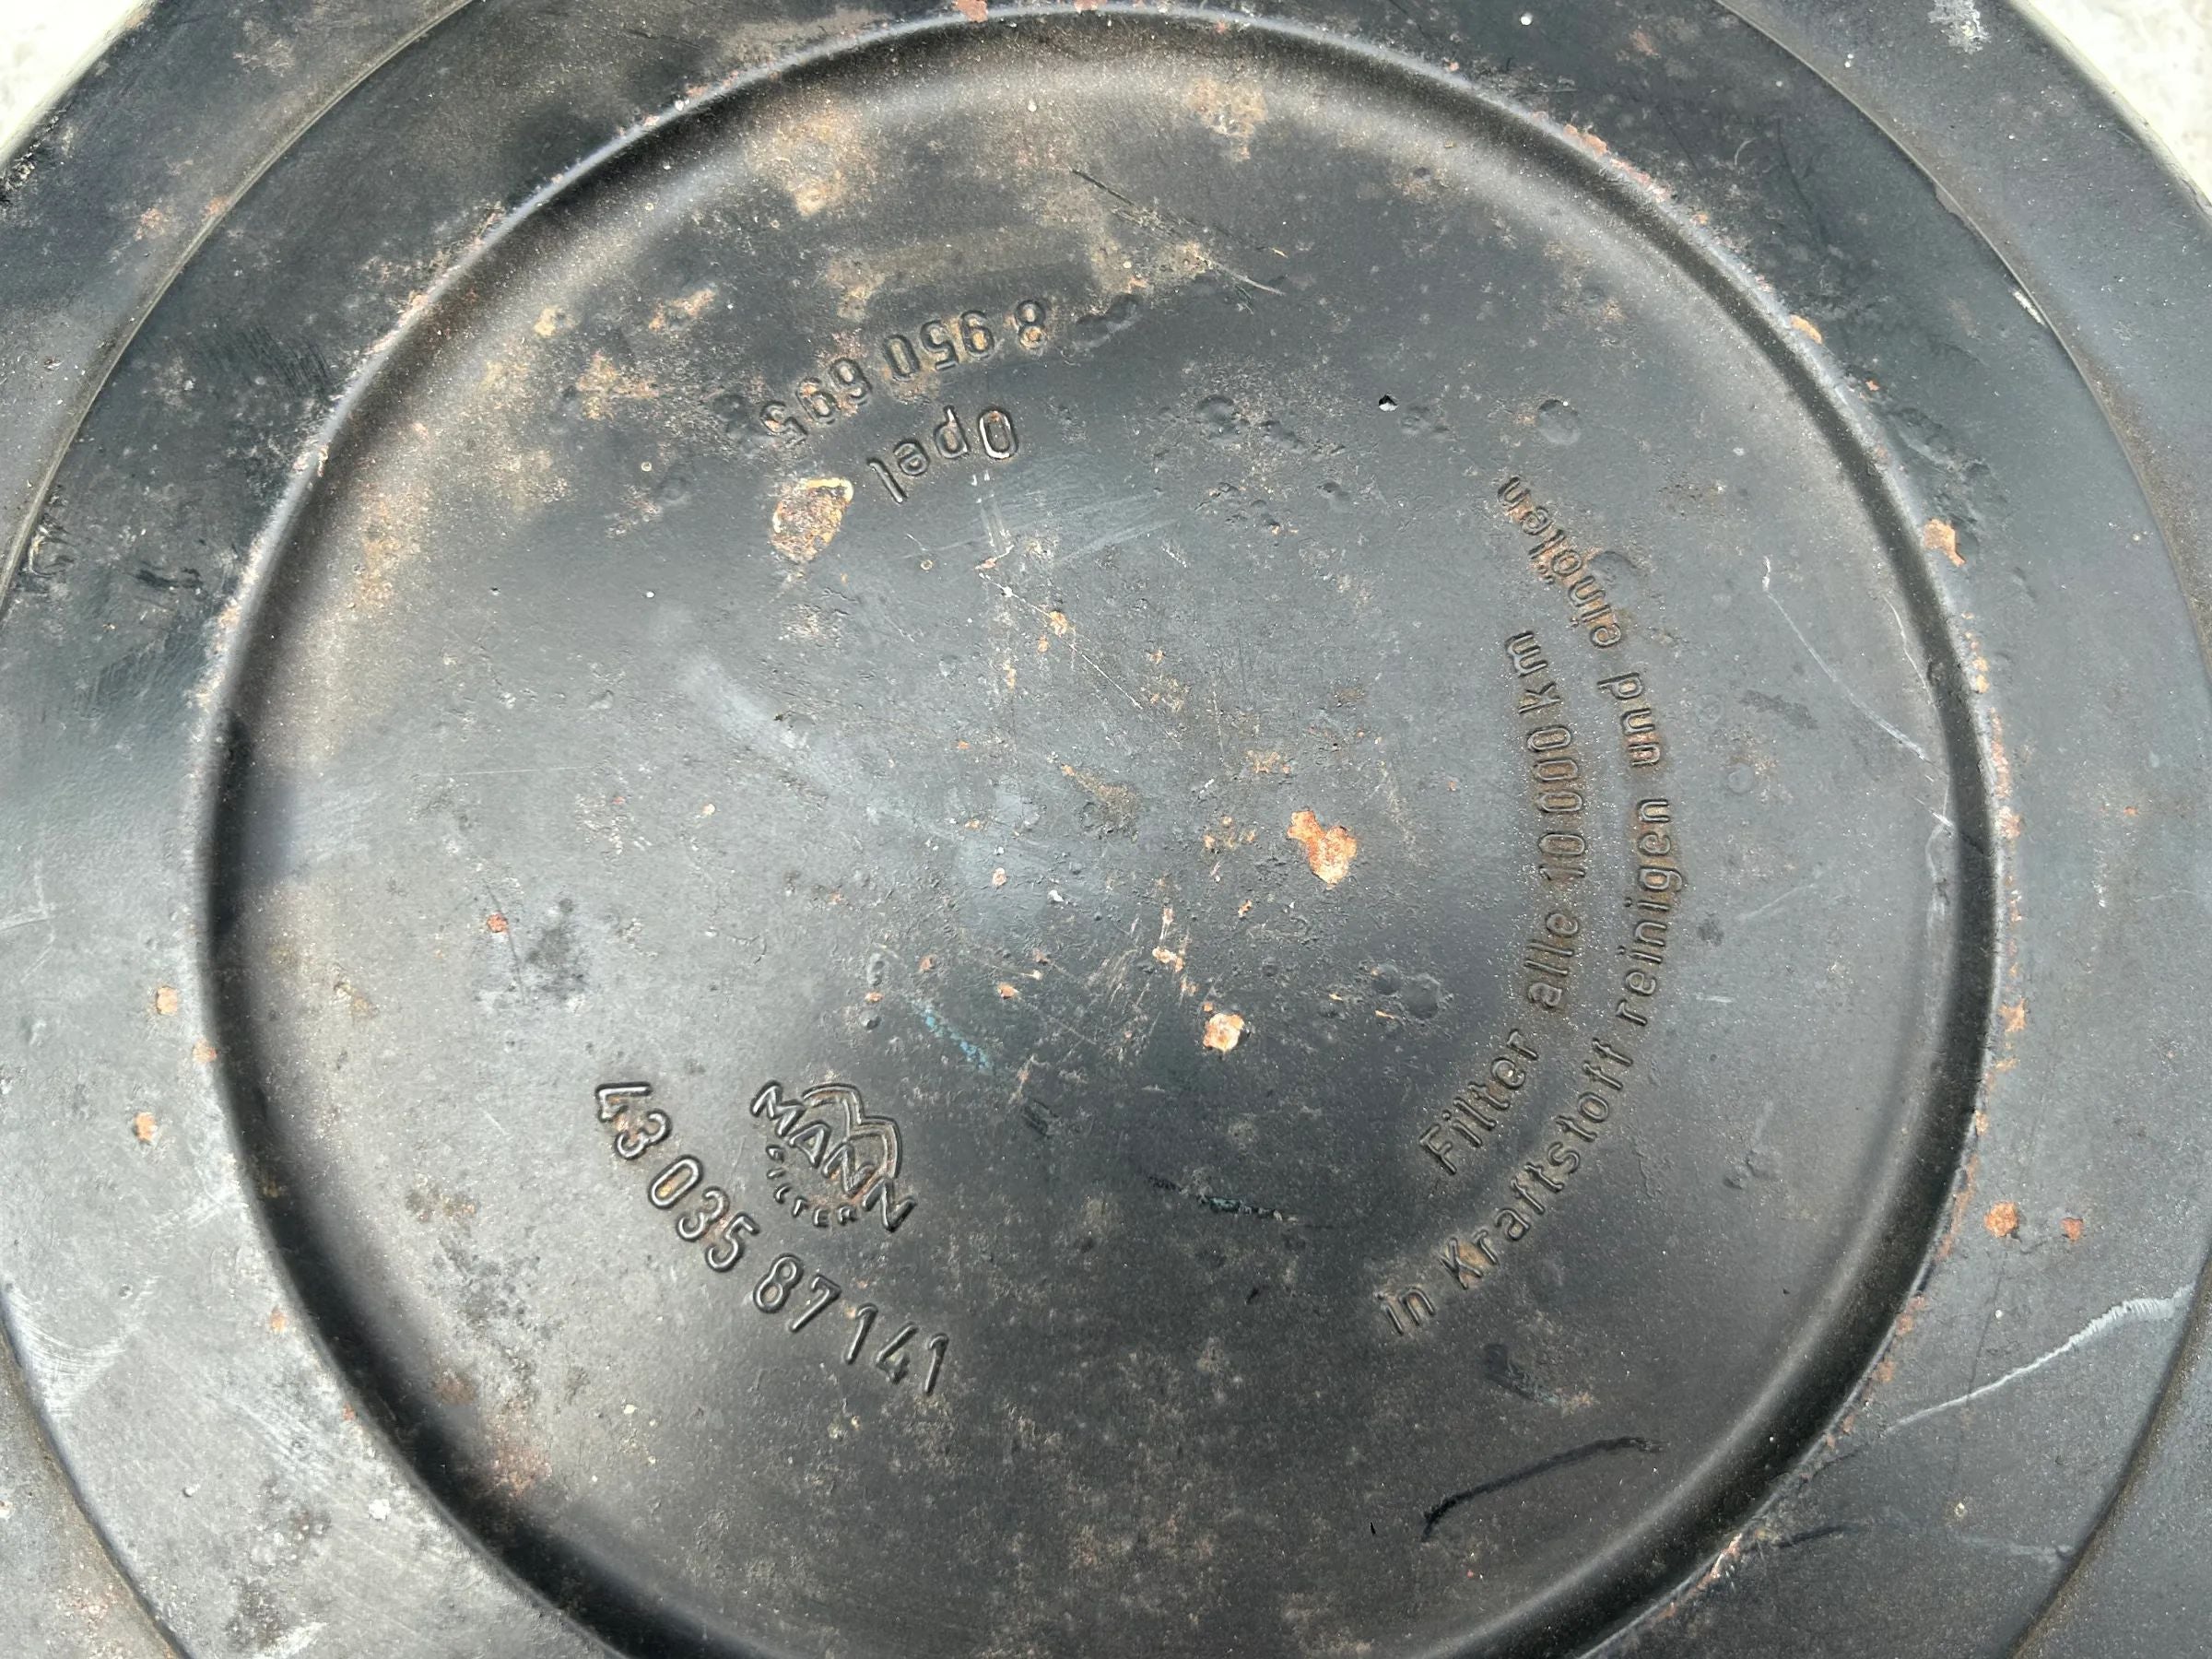 Opel
8 950 695
Filter alle 10 000 km
in Kraftstoff reinigen und einölen
MANN
FILTER
43 035 87 141